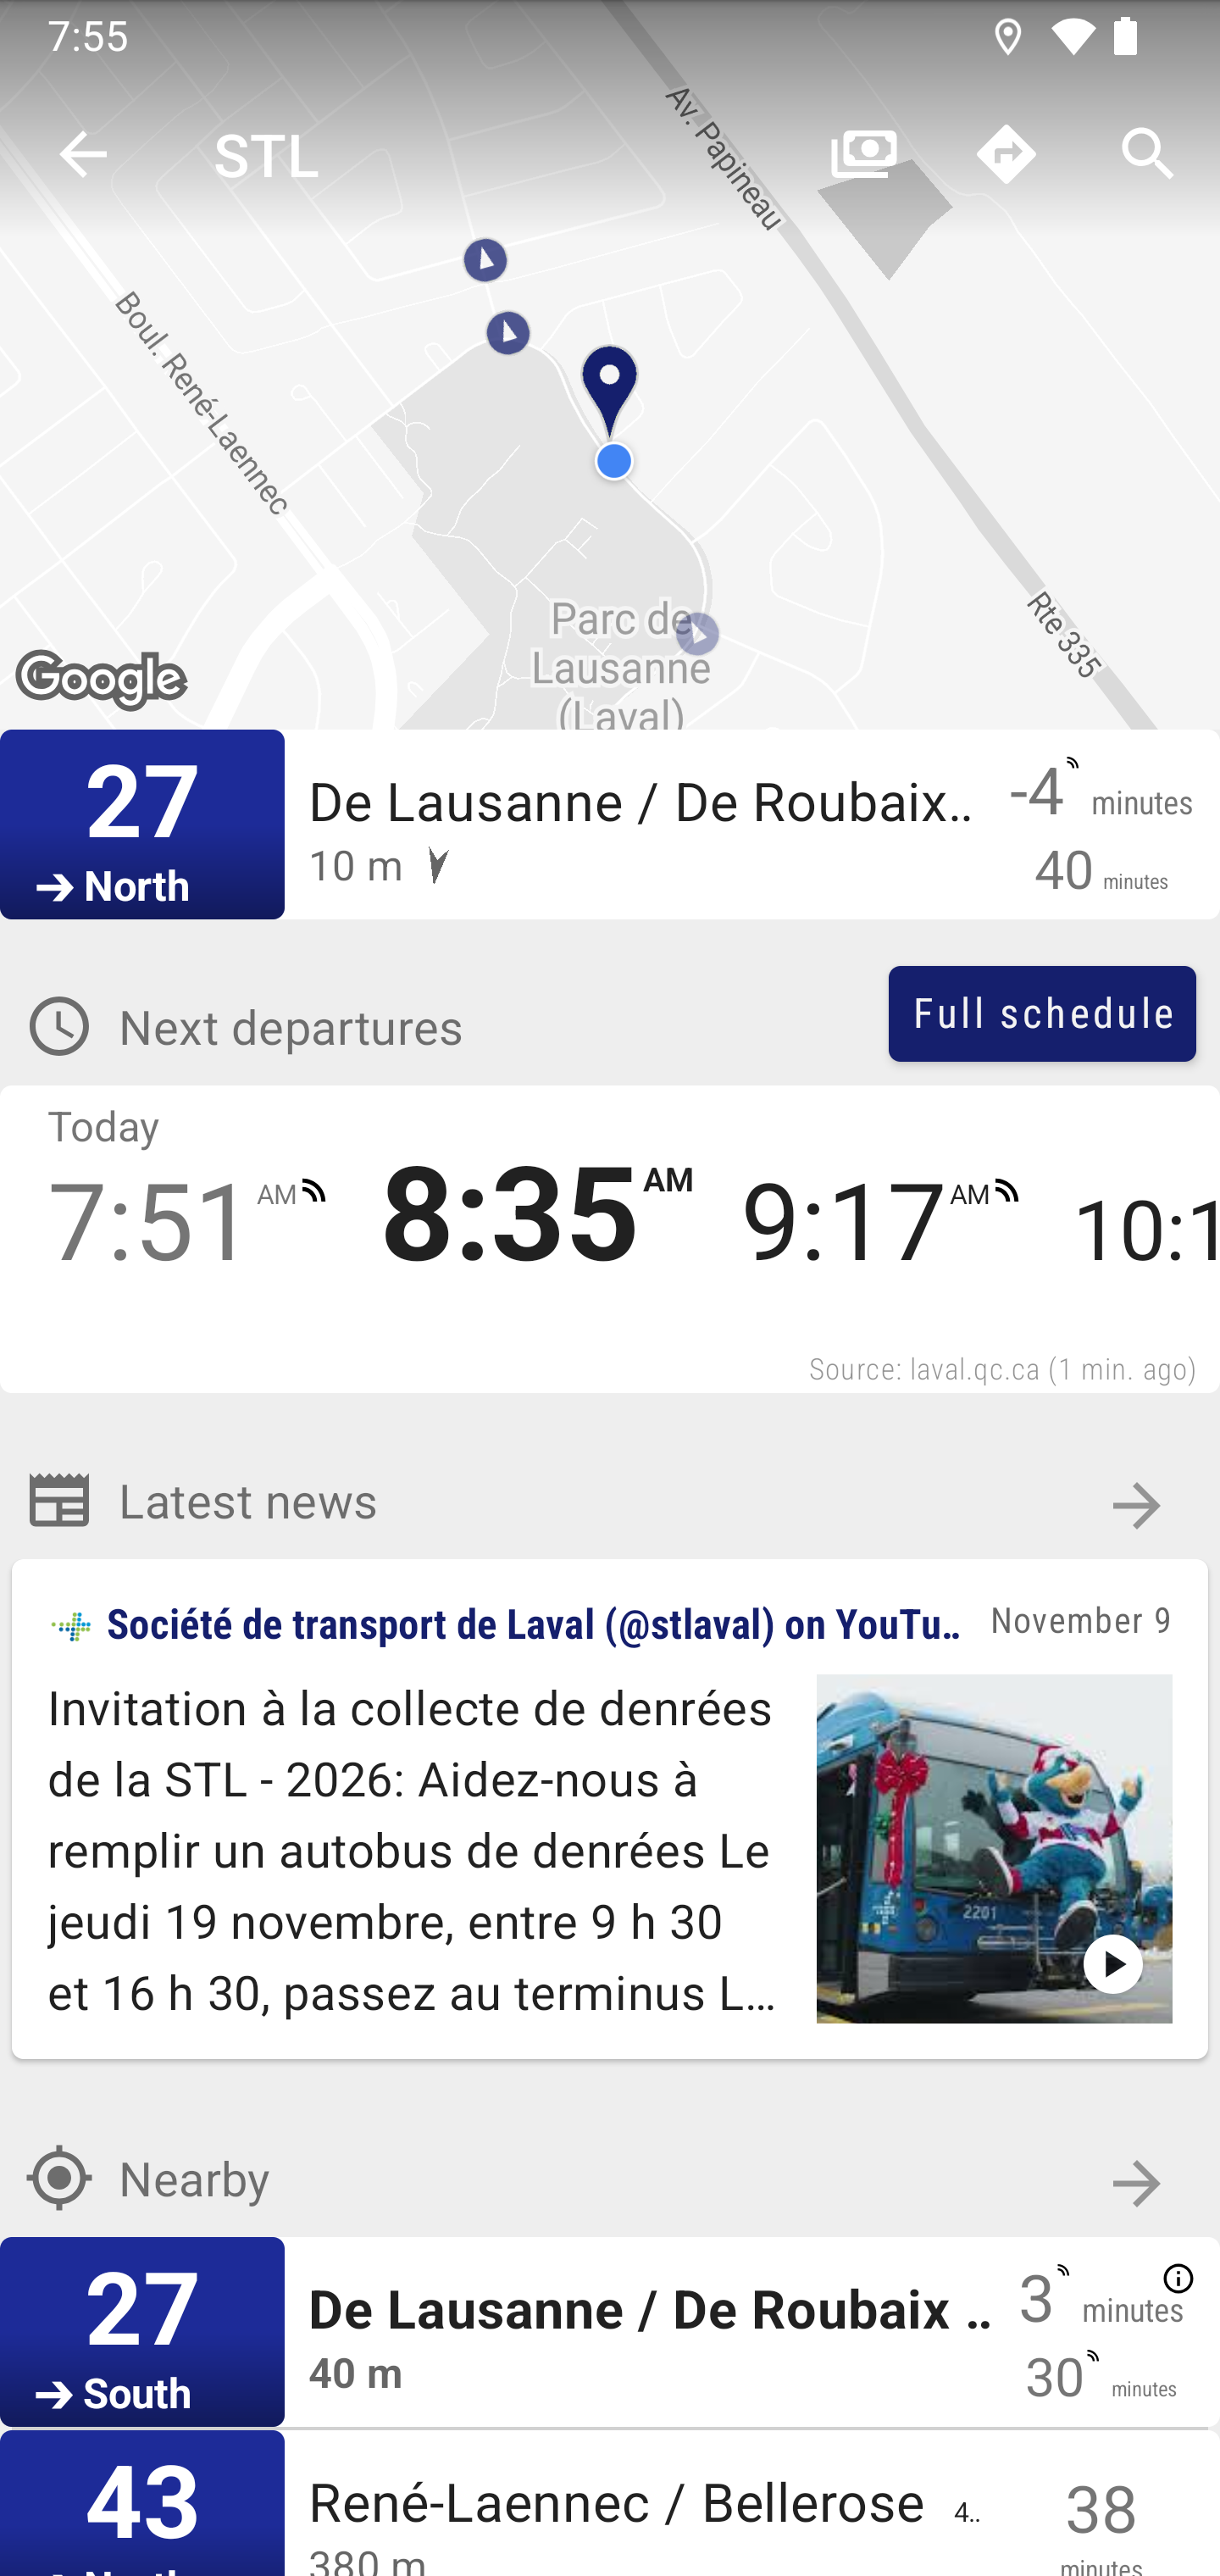 7:55
STL
Av. Papineau
Boul. René-Laennec
Parc de
Lausanne
(Laval)
Rte 335
Google
27
North
De Lausanne / De Roubaix..
10 m
-4 minutes
40 minutes
Next departures
Full schedule
Today
7:51 AM
8:35 AM
9:17 AM
10:1
Source: laval.qc.ca (1 min. ago)
Latest news
Société de transport de Laval (@stlaval) on YouTu..
November 9
Invitation à la collecte de denrées
de la STL - 2026: Aidez-nous à
remplir un autobus de denrées Le
jeudi 19 novembre, entre 9 h 30
et 16 h 30, passez au terminus L...
2201
Nearby
27
South
De Lausanne / De Roubaix ..
40 m
3 minutes
30 minutes
43
North
René-Laennec / Bellerose 4..
380 m
38
minutes